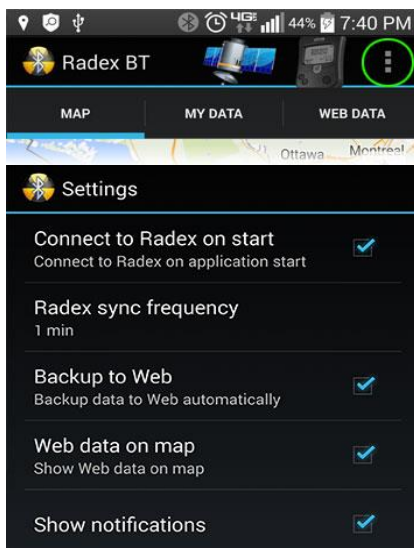 4G 44% 7:40 PM
Radex BT
MAP MY DATA WEB DATA
Ottawa Montreal
Settings
Connect to Radex on start
Connect to Radex on application start
Radex sync frequency
1 min
Backup to Web
Backup data to Web automatically
Web data on map
Show Web data on map
Show notifications